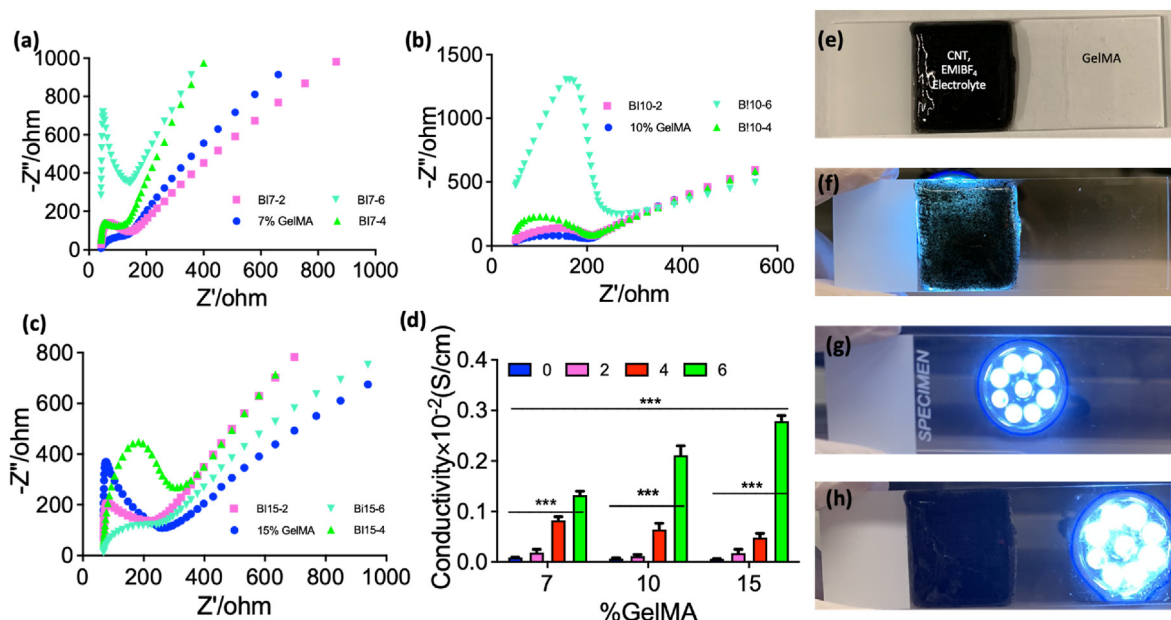 (a)
1000
800
600
400
200
0
-Z"/ohm
BI7-2
7% GelMA
BI7-6
BI7-4
0 200 400 600 800 1000
Z'/ohm
(b)
1500
1000
500
0
-Z"/ohm
BI10-2
10% GelMA
B!10-6
B!10-4
0 200 400 600
Z'/ohm
(c)
800
600
400
200
0
-Z"/ohm
BI15-2
15% GelMA
Bi15-6
BI15-4
0 200 400 600 800 1000
Z'/ohm
(d)
0.4
0.3
0.2
0.1
0.0
Conductivity×10⁻²(S/cm)
0 2 4 6
***
*** *** ***
7 10 15
%GelMA
(e)
CNT,
EMIBF₄
Electrolyte
GelMA
(f)
(g)
SPECIMEN
(h)